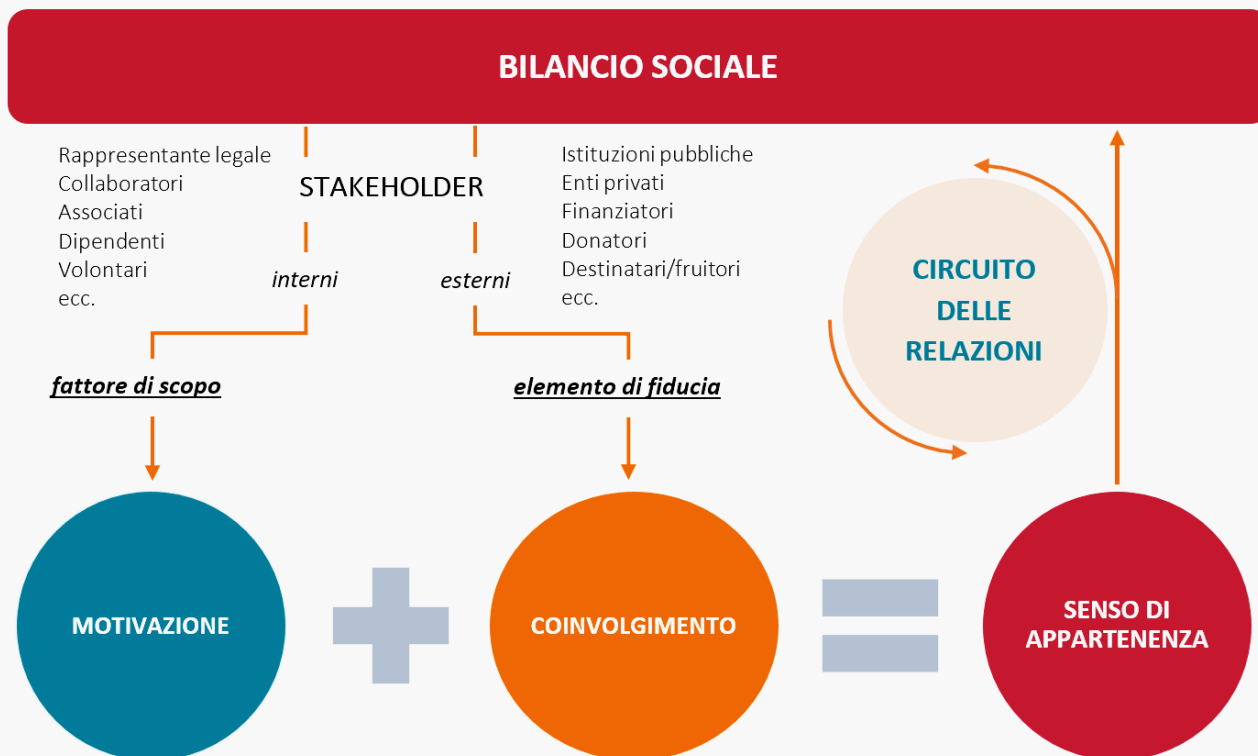 BILANCIO SOCIALE
Rappresentante legale
Collaboratori
Associati
Dipendenti
Volontari
ecc.
STAKEHOLDER
interni
esterni
Istituzioni pubbliche
Enti privati
Finanziatori
Donatori
Destinatari/fruitori
ecc.
CIRCUITO
DELLE
RELAZIONI
fattore di scopo
elemento di fiducia
MOTIVAZIONE
COINVOLGIMENTO
SENSO DI
APPARTENENZA